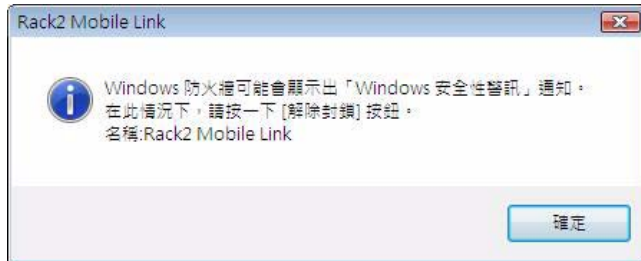 Rack2 Mobile Link
Windows 防火牆可能會顯示出「Windows 安全性警訊」通知。
在此情況下，請按一下 [解除封鎖] 按鈕。
名稱:Rack2 Mobile Link
確定